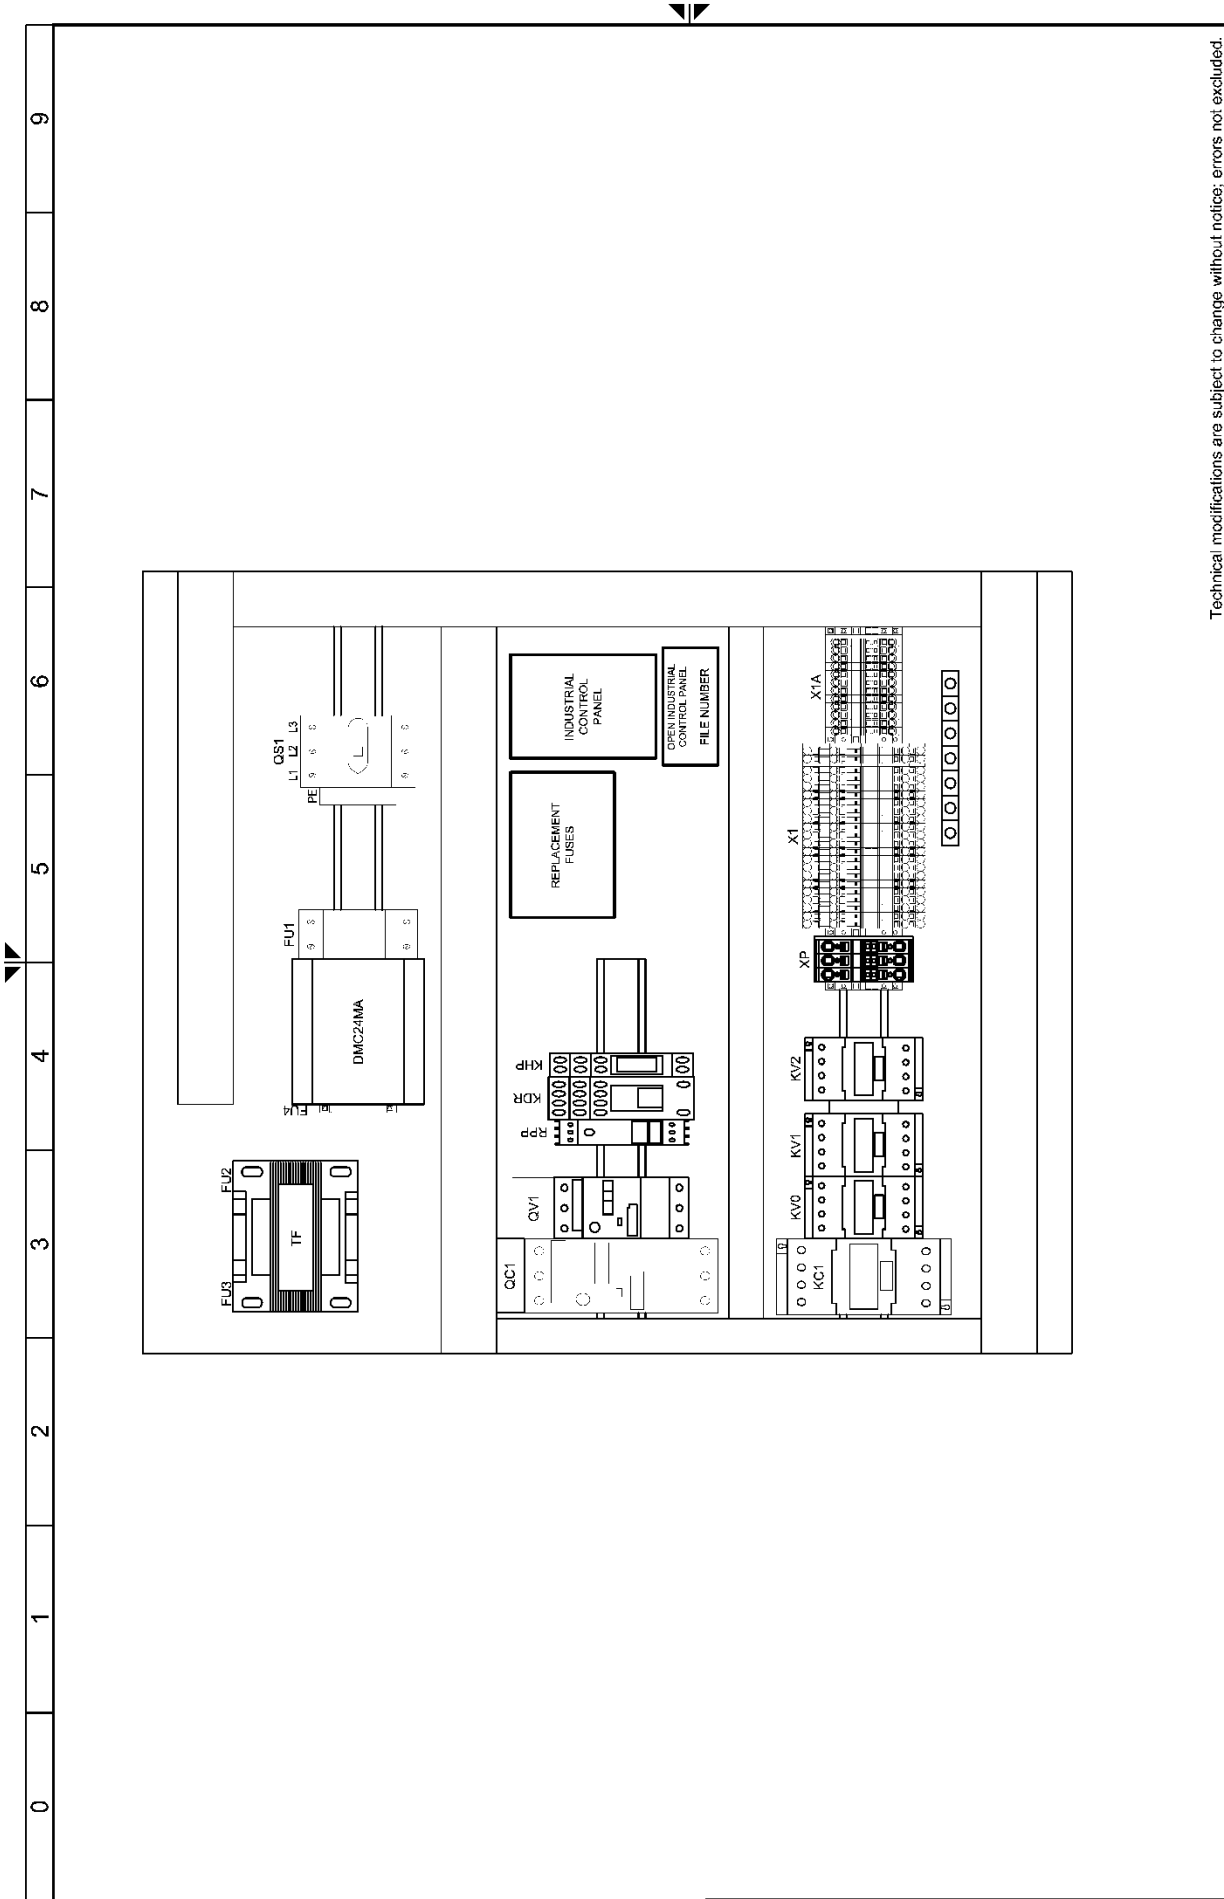 0 1 2 3 4 5 6 7 8 9
FU3
FU2
TF
FU4
DMC24MA
FU1
PE
QS1
L1 L2 L3
QC1
QV1
KDR
KHP
REPLACEMENT
FUSES
INDUSTRIAL
CONTROL
PANEL
OPEN INDUSTRIAL
CONTROL PANEL
FILE NUMBER
KC1
KV0
KV1
KV2
XP
X1
X1A
Technical modifications are subject to change without notice; errors not excluded.